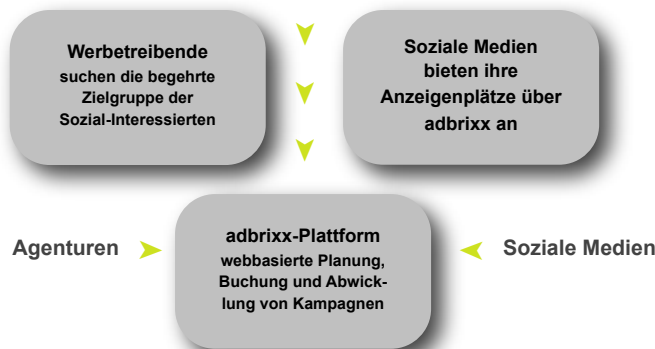 Werbetreibende
suchen die begehrte
Zielgruppe der
Sozial-Interessierten
Soziale Medien
bieten ihre
Anzeigenplätze über
adbrixx an
Agenturen
adbrixx-Plattform
webbasierte Planung,
Buchung und Abwick-
lung von Kampagnen
Soziale Medien